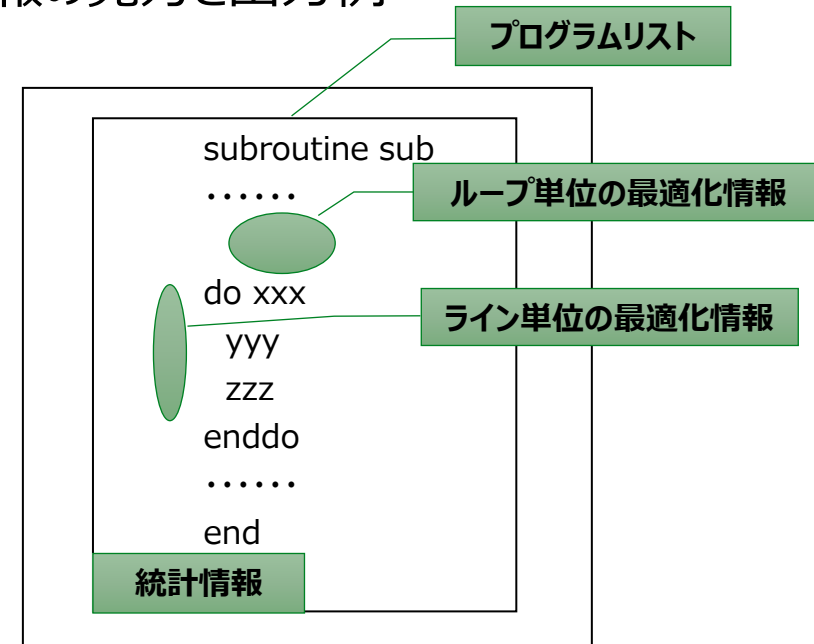 プログラムリスト
subroutine sub
・・・・・・
ループ単位の最適化情報
do xxx
ライン単位の最適化情報
yyy
zzz
enddo
・・・・・・
end
統計情報